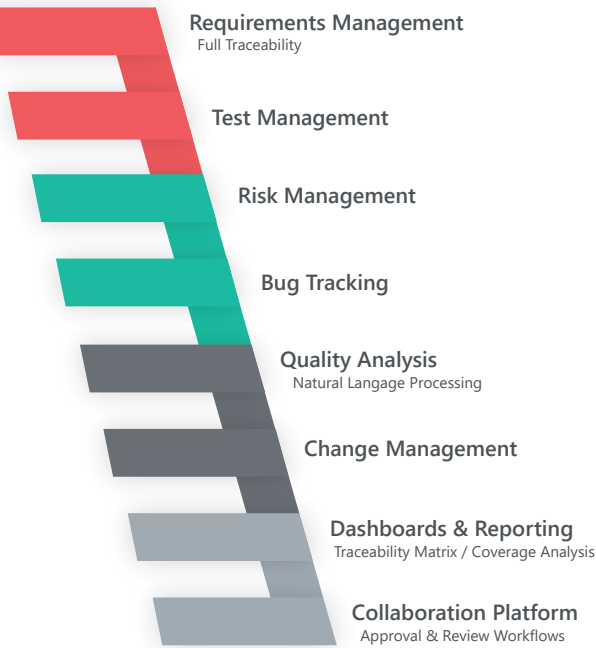 Requirements Management
Full Traceability
Test Management
Risk Management
Bug Tracking
Quality Analysis
Natural Langage Processing
Change Management
Dashboards & Reporting
Traceability Matrix / Coverage Analysis
Collaboration Platform
Approval & Review Workflows